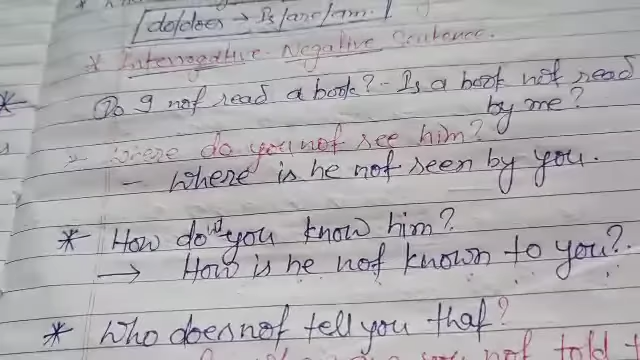 do/does → Is/are/am.
* Interrogative Negative Sentence.
Do I not read a book? - Is a book not read
by me?
Where do you not see him?
- Where is he not seen by you.
* How don't you know him?
→ How is he not known to you?
* Who does not tell you that?
you not told